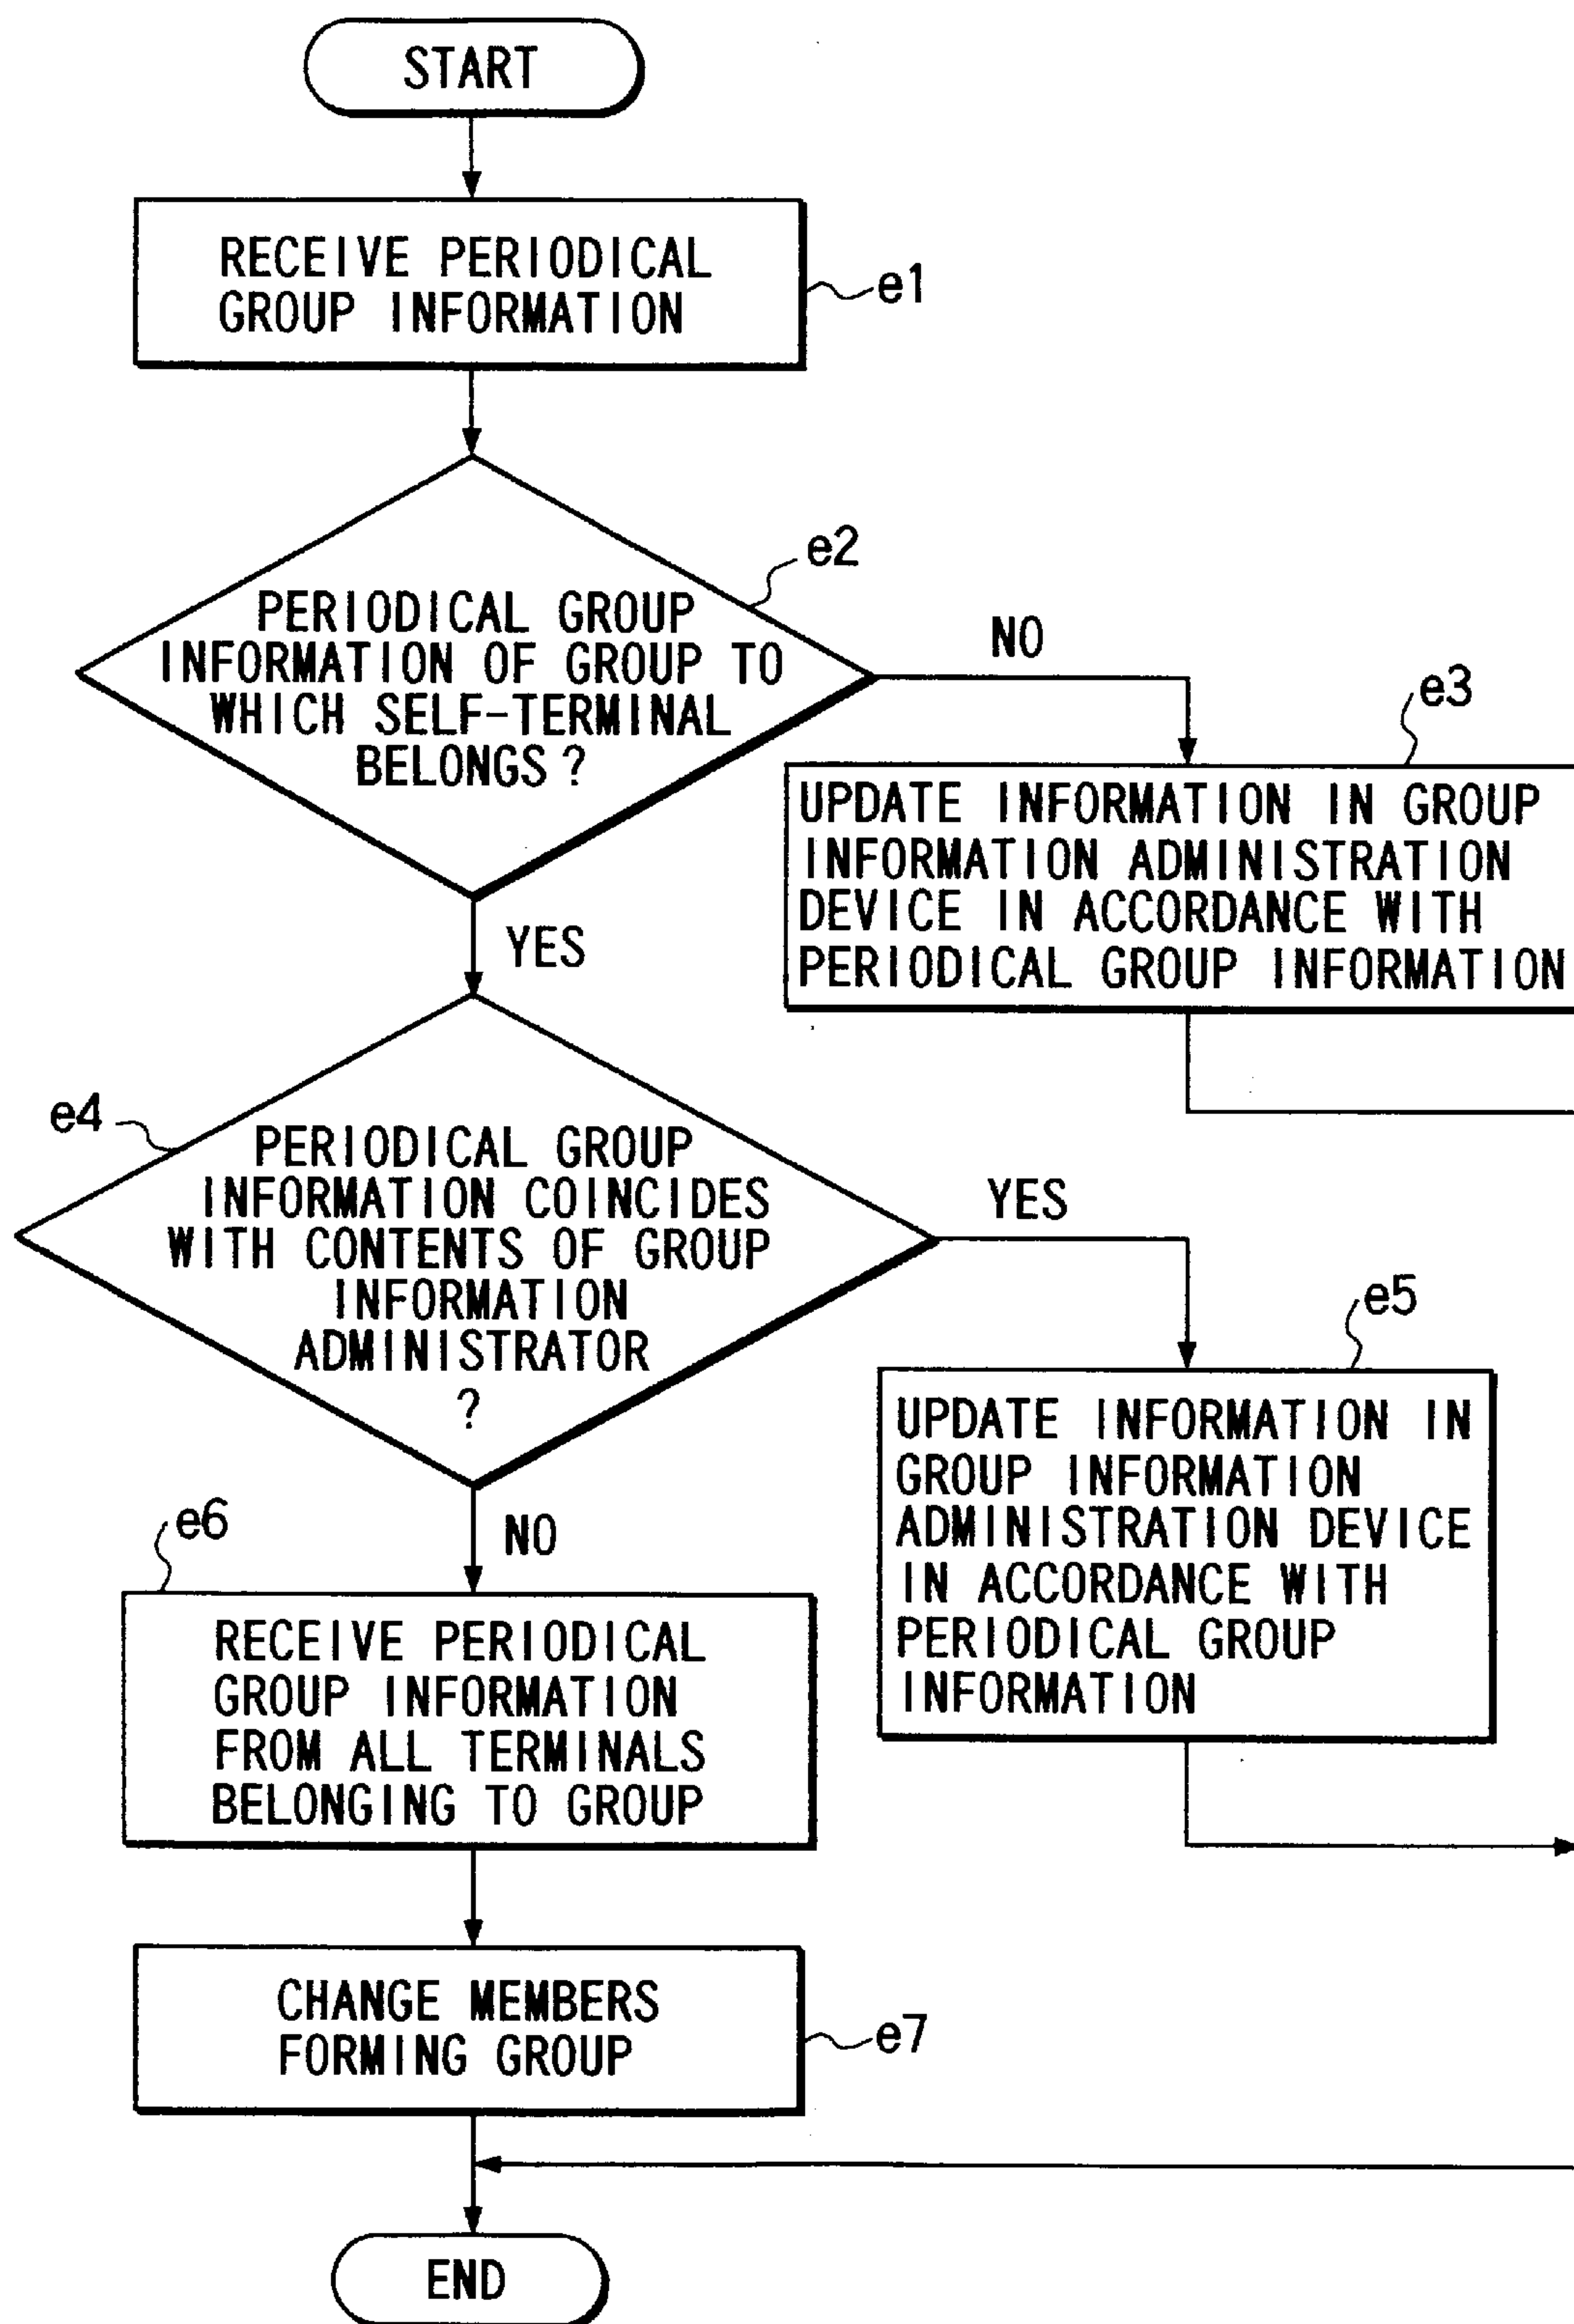 START
RECEIVE PERIODICAL
GROUP INFORMATION
e1
e2
PERIODICAL GROUP
INFORMATION OF GROUP TO
WHICH SELF-TERMINAL
BELONGS?
NO
e3
UPDATE INFORMATION IN GROUP
INFORMATION ADMINISTRATION
DEVICE IN ACCORDANCE WITH
PERIODICAL GROUP INFORMATION
YES
e4
PERIODICAL GROUP
INFORMATION COINCIDES
WITH CONTENTS OF GROUP
INFORMATION
ADMINISTRATOR
?
YES
e5
UPDATE INFORMATION IN
GROUP INFORMATION
ADMINISTRATION DEVICE
IN ACCORDANCE WITH
PERIODICAL GROUP
INFORMATION
NO
e6
RECEIVE PERIODICAL
GROUP INFORMATION
FROM ALL TERMINALS
BELONGING TO GROUP
CHANGE MEMBERS
FORMING GROUP
e7
END